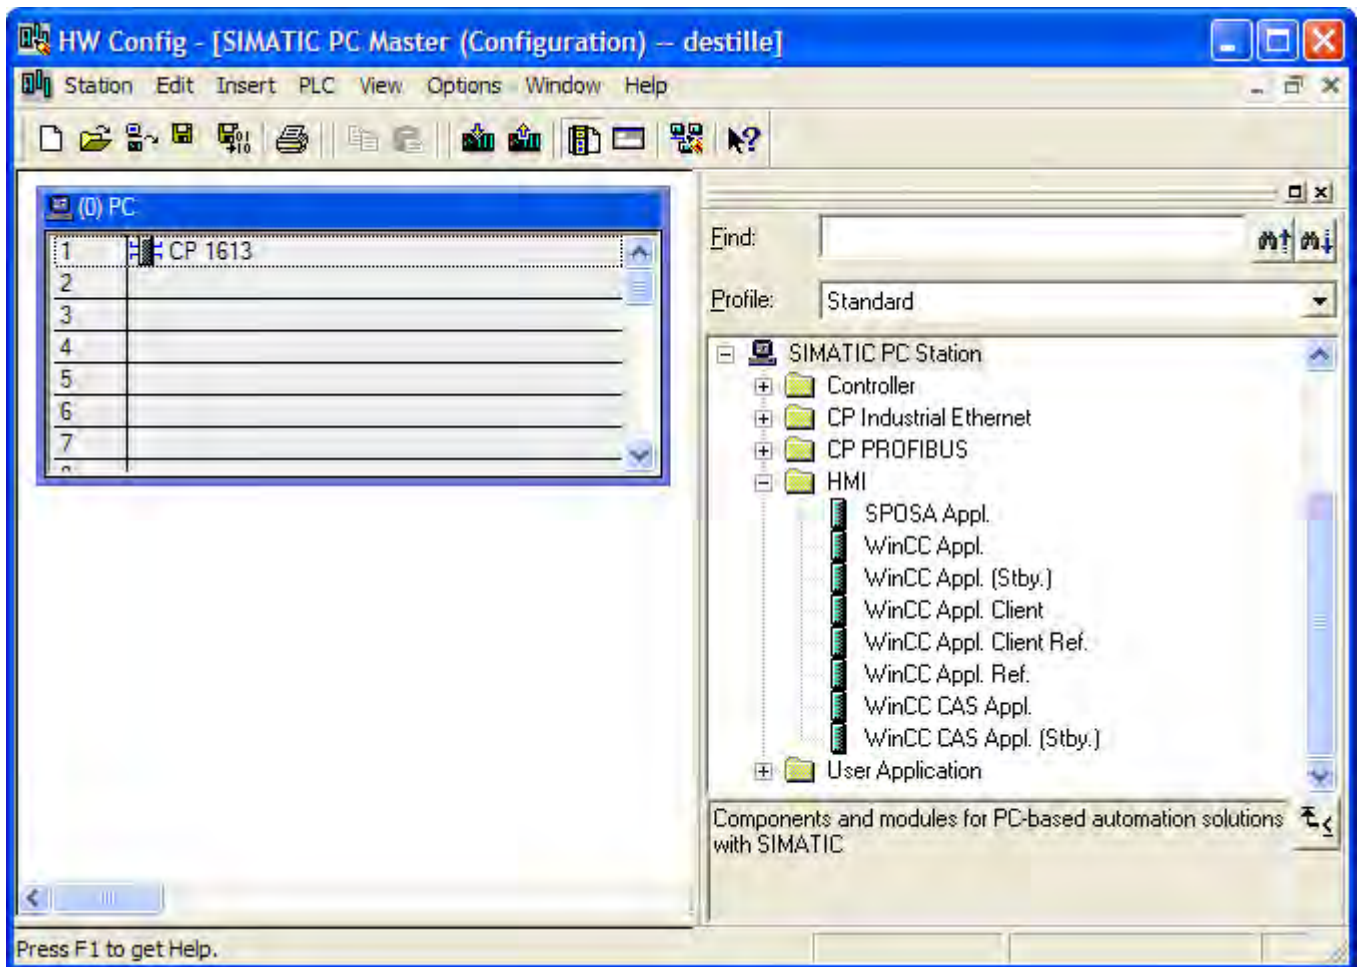 HW Config - [SIMATIC PC Master (Configuration) -- destille]
Station Edit Insert PLC View Options Window Help
(0) PC
1 CP 1613
2
3
4
5
6
7
Find:
Profile: Standard
SIMATIC PC Station
Controller
CP Industrial Ethernet
CP PROFIBUS
HMI
SPOSA Appl.
WinCC Appl.
WinCC Appl. (Stby.)
WinCC Appl. Client
WinCC Appl. Client Ref.
WinCC Appl. Ref.
WinCC CAS Appl.
WinCC CAS Appl. (Stby.)
User Application
Components and modules for PC-based automation solutions
with SIMATIC
Press F1 to get Help.